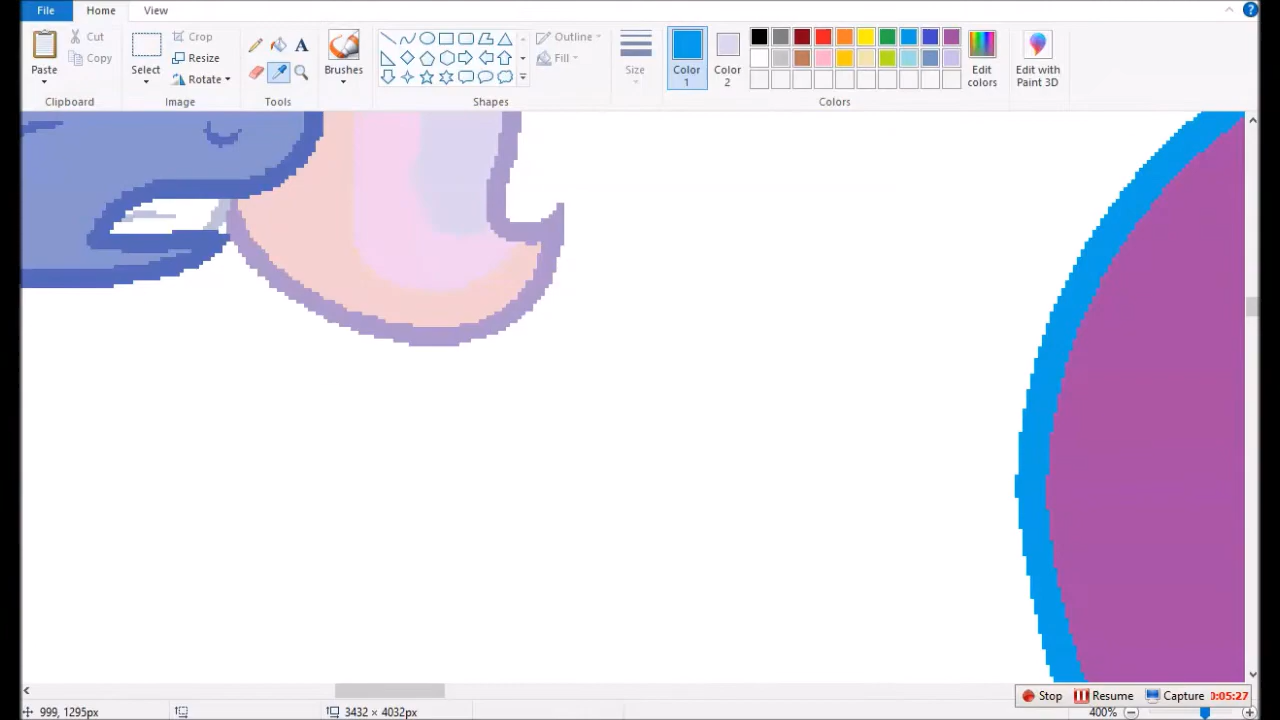 File Home View
Paste
Cut
Copy
Clipboard
Select
Crop
Resize
Rotate
Image
A
Tools
Brushes
Shapes
Outline
Fill
Size
Color 1
Color 2
Edit colors
Colors
Edit with Paint 3D
?
Stop Resume Capture 0:05:27
999, 1295px
3432 × 4032px
400%